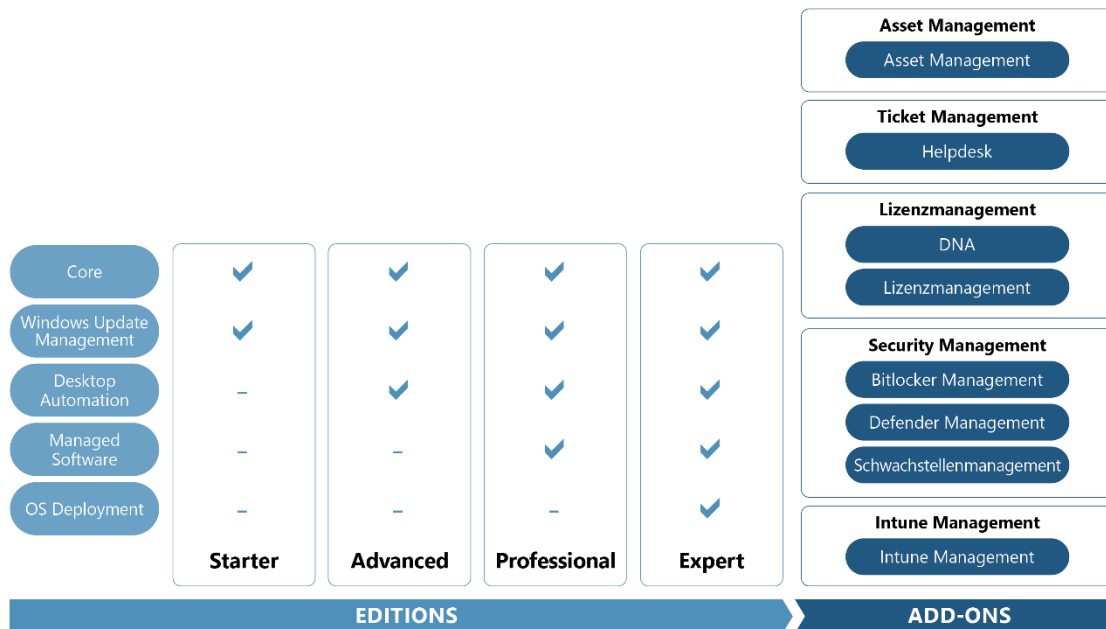 Core
Windows Update
Management
Desktop
Automation
Managed
Software
OS Deployment
–
–
–
–
–
–
Starter
Advanced
Professional
Expert
EDITIONS
Asset Management
Asset Management
Ticket Management
Helpdesk
Lizenzmanagement
DNA
Lizenzmanagement
Security Management
Bitlocker Management
Defender Management
Schwachstellenmanagement
Intune Management
Intune Management
ADD-ONS